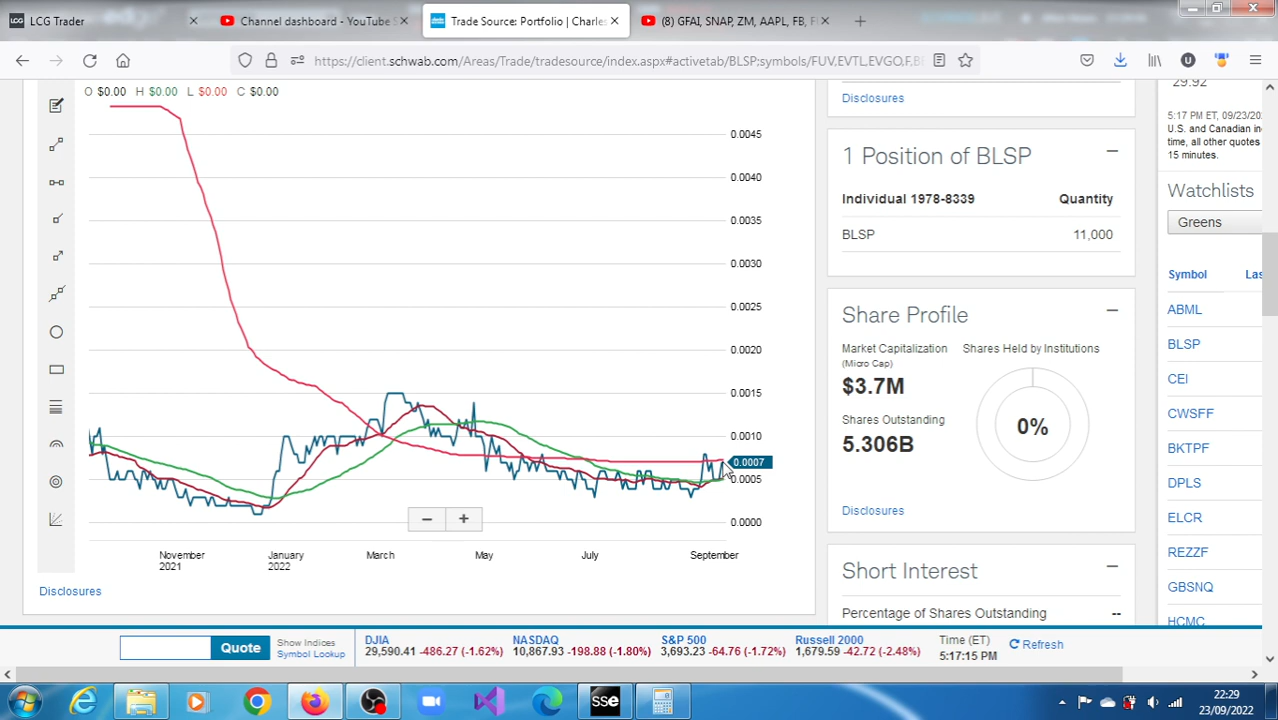 LCG Trader
Channel dashboard - YouTube S
Trade Source: Portfolio | Charles
(8) GFAI, SNAP, ZM, AAPL, FB, F
https://client.schwab.com/Areas/Trade/tradesource/index.aspx#activetab/BLSP:symbols/FUV,EVTL,EVGO,F,B
O $0.00 H $0.00 L $0.00 C $0.00
0.0045
0.0040
0.0035
0.0030
0.0025
0.0020
0.0015
0.0010
0.0007
0.0005
0.0000
November
2021
January
2022
March
May
July
September
Disclosures
Disclosures
1 Position of BLSP
Individual 1978-8339 Quantity
BLSP 11,000
Share Profile
Market Capitalization
(Micro Cap)
$3.7M
Shares Outstanding
5.306B
Shares Held by Institutions
0%
Disclosures
Short Interest
Percentage of Shares Outstanding --
29.92
5:17 PM ET, 09/23/20
U.S. and Canadian in
time, all other quotes
15 minutes.
Watchlists
Greens
Symbol Las
ABML
BLSP
CEI
CWSFF
BKTPF
DPLS
ELCR
REZZF
GBSNQ
HCMC
Quote
Show Indices
Symbol Lookup
DJIA
29,590.41 -486.27 (-1.62%)
NASDAQ
10,867.93 -198.88 (-1.80%)
S&P 500
3,693.23 -64.76 (-1.72%)
Russell 2000
1,679.59 -42.72 (-2.48%)
Time (ET)
5:17:15 PM
Refresh
SSE
22:29
23/09/2022